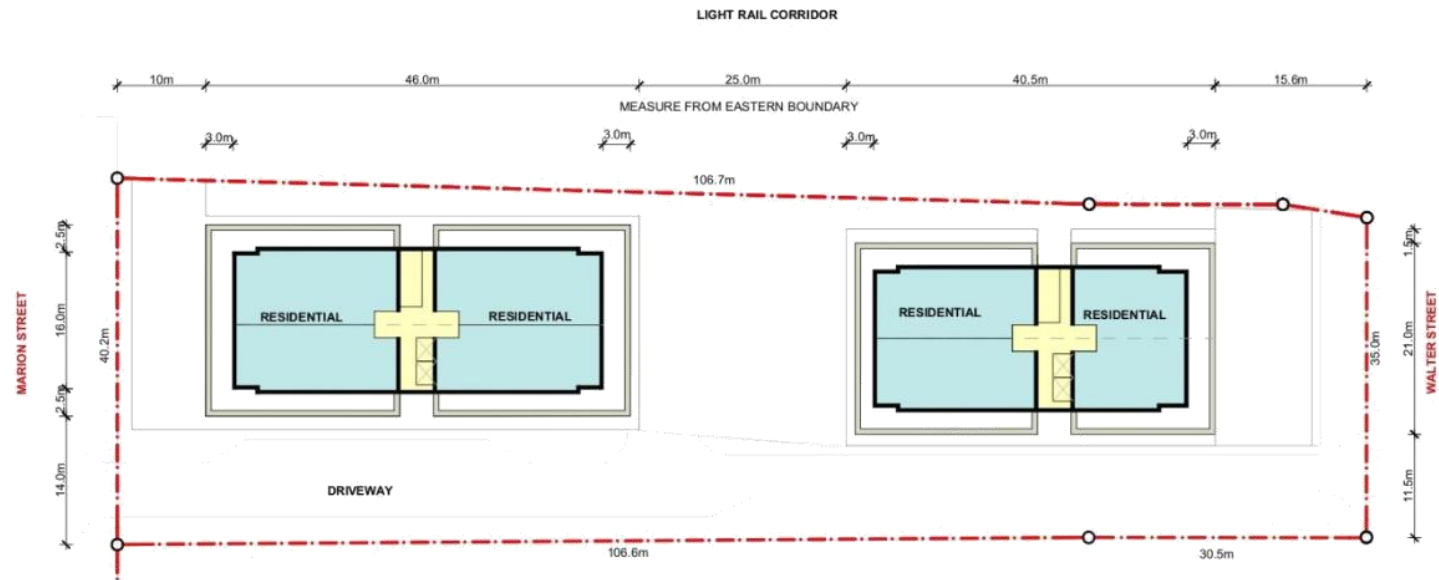 LIGHT RAIL CORRIDOR
10m
46.0m
25.0m
40.5m
15.6m
MEASURE FROM EASTERN BOUNDARY
3.0m
3.0m
3.0m
3.0m
106.7m
2.5m
16.0m
2.5m
14.0m
MARION STREET
40.2m
RESIDENTIAL
RESIDENTIAL
RESIDENTIAL
RESIDENTIAL
1.5m
21.0m
11.5m
35.0m
WALTER STREET
DRIVEWAY
106.6m
30.5m